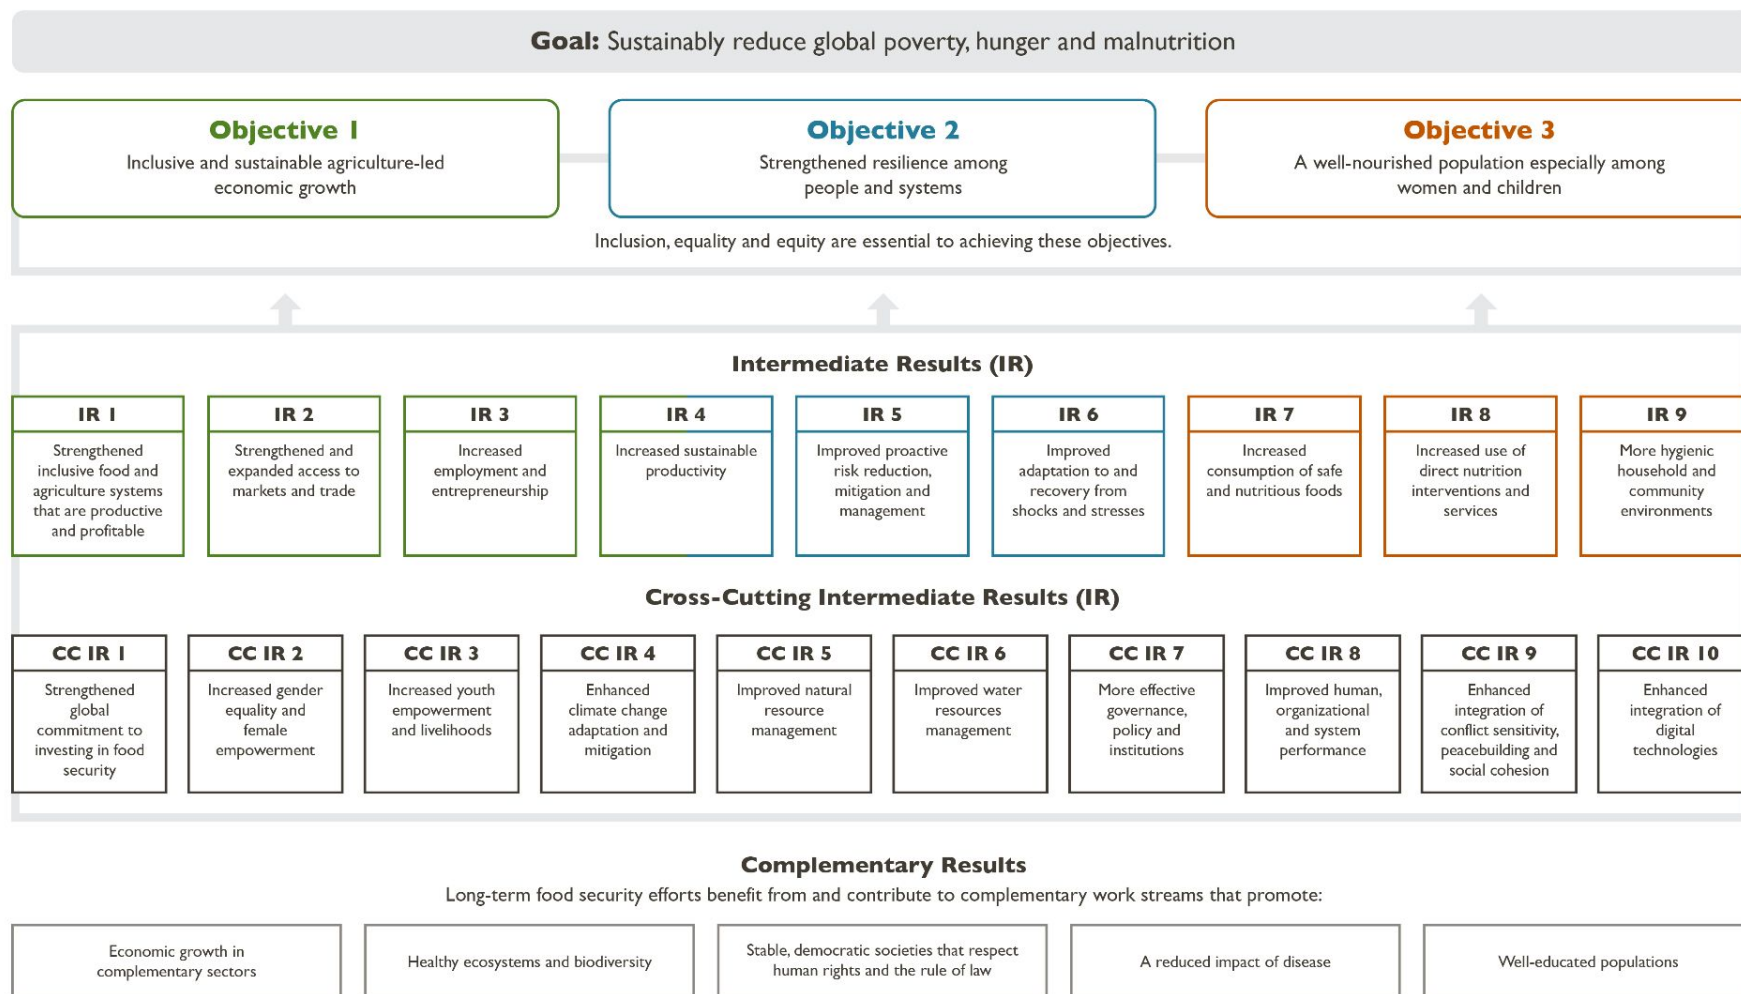 Goal: Sustainably reduce global poverty, hunger and malnutrition
Objective 1
Inclusive and sustainable agriculture-led
economic growth
Objective 2
Strengthened resilience among
people and systems
Objective 3
A well-nourished population especially among
women and children
Inclusion, equality and equity are essential to achieving these objectives.
Intermediate Results (IR)
IR 1
Strengthened
inclusive food and
agriculture systems
that are productive
and profitable
IR 2
Strengthened and
expanded access to
markets and trade
IR 3
Increased
employment and
entrepreneurship
IR 4
Increased sustainable
productivity
IR 5
Improved proactive
risk reduction,
mitigation and
management
IR 6
Improved
adaptation to and
recovery from
shocks and stresses
IR 7
Increased
consumption of safe
and nutritious foods
IR 8
Increased use of
direct nutrition
interventions and
services
IR 9
More hygienic
household and
community
environments
Cross-Cutting Intermediate Results (IR)
CC IR 1
Strengthened
global
commitment to
investing in food
security
CC IR 2
Increased gender
equality and
female
empowerment
CC IR 3
Increased youth
empowerment
and livelihoods
CC IR 4
Enhanced
climate change
adaptation and
mitigation
CC IR 5
Improved natural
resource
management
CC IR 6
Improved water
resources
management
CC IR 7
More effective
governance,
policy and
institutions
CC IR 8
Improved human,
organizational
and system
performance
CC IR 9
Enhanced
integration of
conflict sensitivity,
peacebuilding and
social cohesion
CC IR 10
Enhanced
integration of
digital
technologies
Complementary Results
Long-term food security efforts benefit from and contribute to complementary work streams that promote:
Economic growth in
complementary sectors
Healthy ecosystems and biodiversity
Stable, democratic societies that respect
human rights and the rule of law
A reduced impact of disease
Well-educated populations